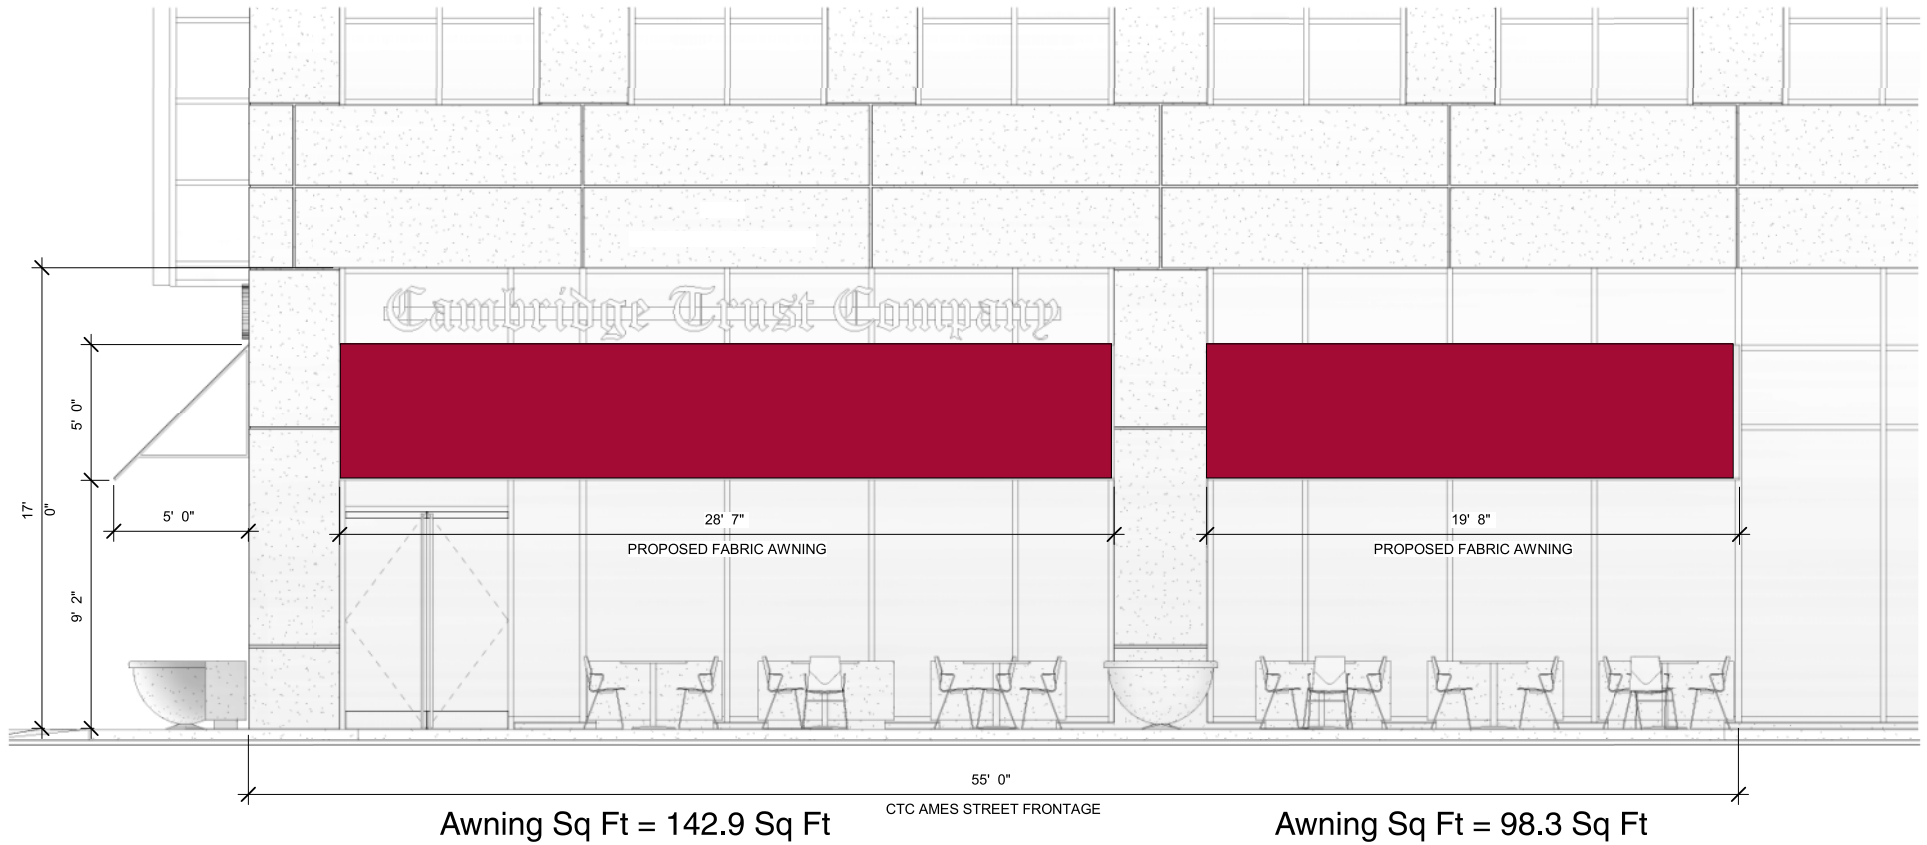 Cambridge Trust Company
5' 0"
17' 0"
5' 0"
28' 7"
19' 8"
PROPOSED FABRIC AWNING
PROPOSED FABRIC AWNING
9' 2"
55' 0"
CTC AMES STREET FRONTAGE
Awning Sq Ft = 142.9 Sq Ft
Awning Sq Ft = 98.3 Sq Ft